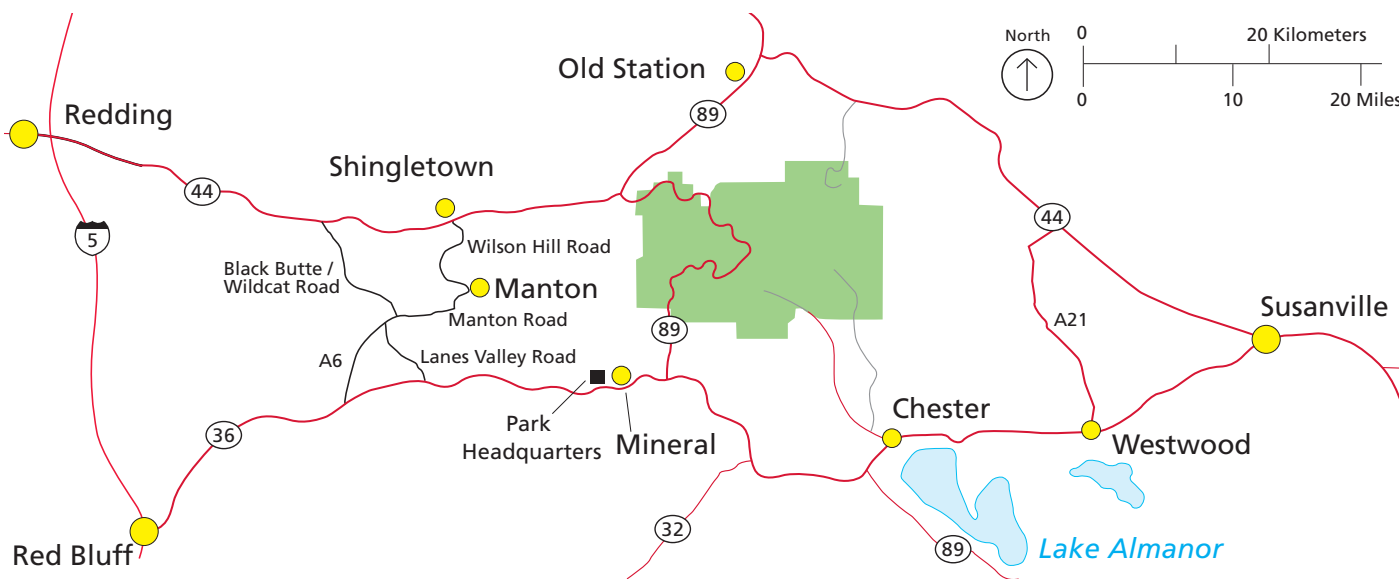 North
0
20 Kilometers
0
10
20 Miles
Old Station
89
Redding
Shingletown
44
5
Wilson Hill Road
Black Butte /
Wildcat Road
Manton
Manton Road
44
Susanville
A21
89
A6
Lanes Valley Road
Park
Headquarters
Mineral
Chester
Westwood
36
32
89
Lake Almanor
Red Bluff